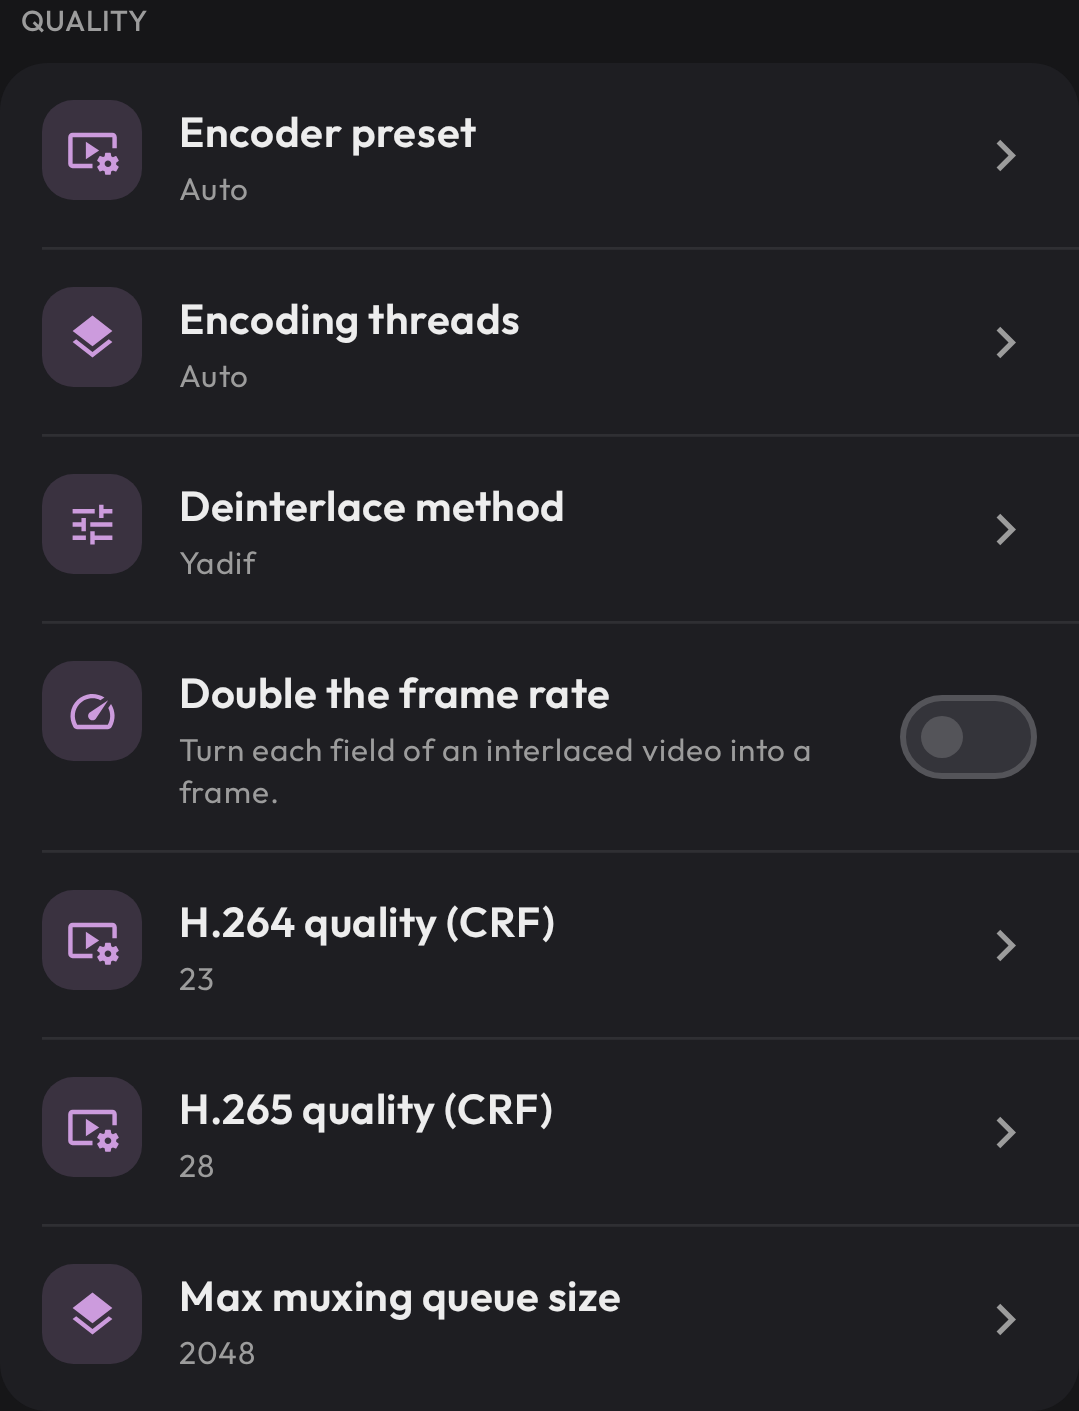 QUALITY
Encoder preset
Auto
Encoding threads
Auto
Deinterlace method
Yadif
Double the frame rate
Turn each field of an interlaced video into a
frame.
H.264 quality (CRF)
23
H.265 quality (CRF)
28
Max muxing queue size
2048